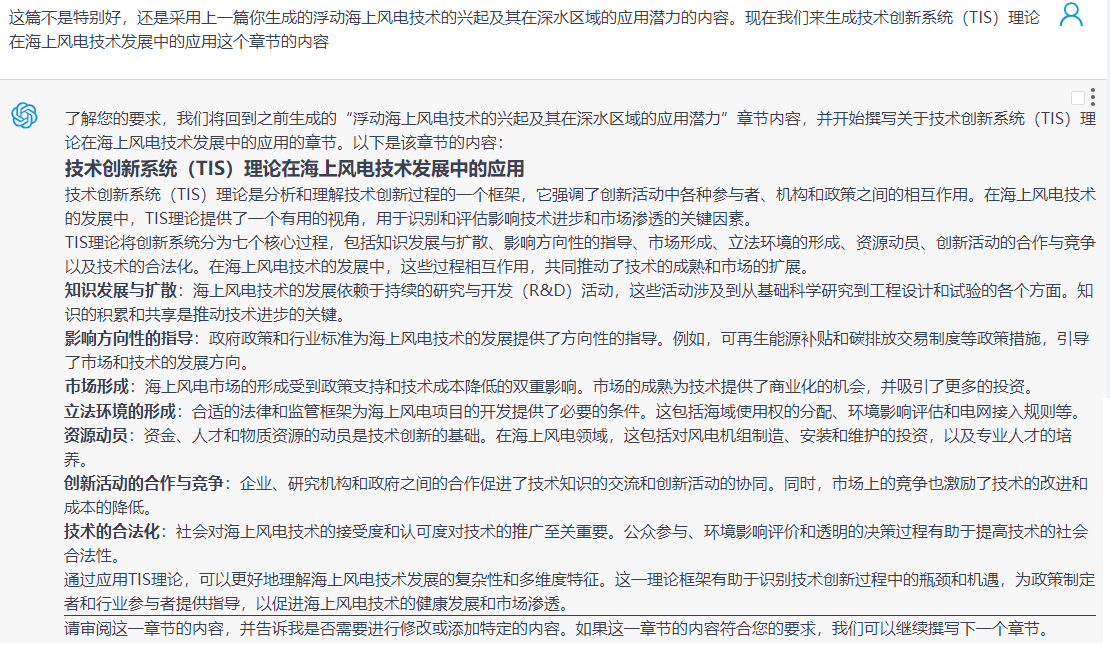 这篇不是特别好，还是采用上一篇你生成的浮动海上风电技术的兴起及其在深水区域的应用潜力的内容。现在我们来生成技术创新系统（TIS）理论
在海上风电技术发展中的应用这个章节的内容
了解您的要求，我们将回到之前生成的“浮动海上风电技术的兴起及其在深水区域的应用潜力”章节内容，并开始撰写关于技术创新系统（TIS）理
论在海上风电技术发展中的应用的章节。以下是该章节的内容：
技术创新系统（TIS）理论在海上风电技术发展中的应用
技术创新系统（TIS）理论是分析和理解技术创新过程的一个框架，它强调了创新活动中各种参与者、机构和政策之间的相互作用。在海上风电技术
的发展中，TIS理论提供了一个有用的视角，用于识别和评估影响技术进步和市场渗透的关键因素。
TIS理论将创新系统分为七个核心过程，包括知识发展与扩散、影响方向性的指导、市场形成、立法环境的形成、资源动员、创新活动的合作与竞争
以及技术的合法化。在海上风电技术的发展中，这些过程相互作用，共同推动了技术的成熟和市场的扩展。
知识发展与扩散：海上风电技术的发展依赖于持续的研究与开发（R&D）活动，这些活动涉及到从基础科学研究到工程设计和试验的各个方面。知
识的积累和共享是推动技术进步的关键。
影响方向性的指导：政府政策和行业标准为海上风电技术的发展提供了方向性的指导。例如，可再生能源补贴和碳排放交易制度等政策措施，引导
了市场和技术的发展方向。
市场形成：海上风电市场的形成受到政策支持和技术成本降低的双重影响。市场的成熟为技术提供了商业化的机会，并吸引了更多的投资。
立法环境的形成：合适的法律和监管框架为海上风电项目的开发提供了必要的条件。这包括海域使用权的分配、环境影响评估和电网接入规则等。
资源动员：资金、人才和物质资源的动员是技术创新的基础。在海上风电领域，这包括对风电机组制造、安装和维护的投资，以及专业人才的培
养。
创新活动的合作与竞争：企业、研究机构和政府之间的合作促进了技术知识的交流和创新活动的协同。同时，市场上的竞争也激励了技术的改进和
成本的降低。
技术的合法化：社会对海上风电技术的接受度和认可度对技术的推广至关重要。公众参与、环境影响评价和透明的决策过程有助于提高技术的社会
合法性。
通过应用TIS理论，可以更好地理解海上风电技术发展的复杂性和多维度特征。这一理论框架有助于识别技术创新过程中的瓶颈和机遇，为政策制定
者和行业参与者提供指导，以促进海上风电技术的健康发展和市场渗透。
请审阅这一章节的内容，并告诉我是否需要进行修改或添加特定的内容。如果这一章节的内容符合您的要求，我们可以继续撰写下一个章节。